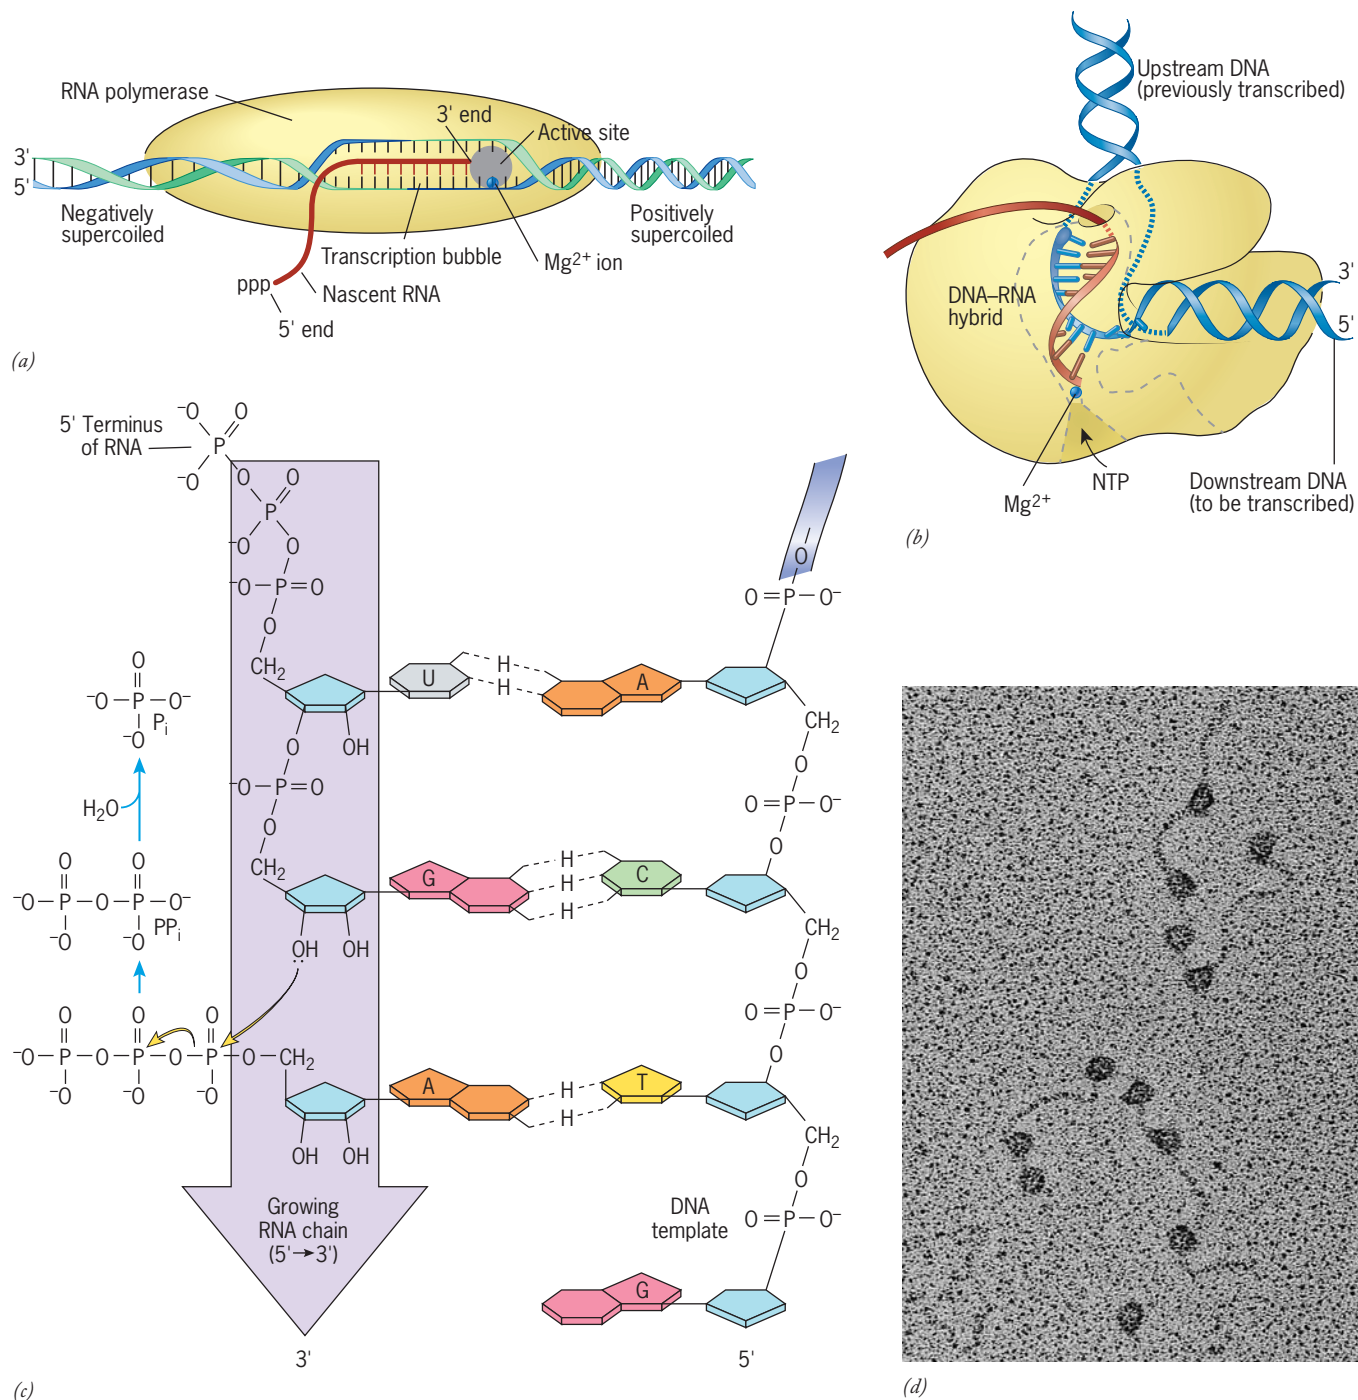 RNA polymerase
3' end
Active site
3'
5'
Negatively
supercoiled
Transcription bubble
Positively
supercoiled
Mg2+ ion
ppp
Nascent RNA
5' end
(a)
Upstream DNA
(previously transcribed)
DNA–RNA
hybrid
3'
5'
NTP
Mg2+
Downstream DNA
(to be transcribed)
(b)
5' Terminus
of RNA
–O O
P
–O
O O
P
–O O
–O–P=O
O
CH2
U
H
H
A
O
O=P–O–
CH2
O OH
–O–P=O
O
CH2
O
O=P–O–
O
G
H
H
H
C
OH OH
CH2
O
O=P–O–
O
O
–O–P–O–
–O Pi
H2O
O O
–O–P–O–P–O–
–O –O PPi
O O O
–O–P–O–P–O–P–O–CH2
–O –O –O
A
H
H
T
OH OH
CH2
O
O=P–O–
Growing
RNA chain
(5'→3')
DNA
template
G
3'
5'
(c)
(d)